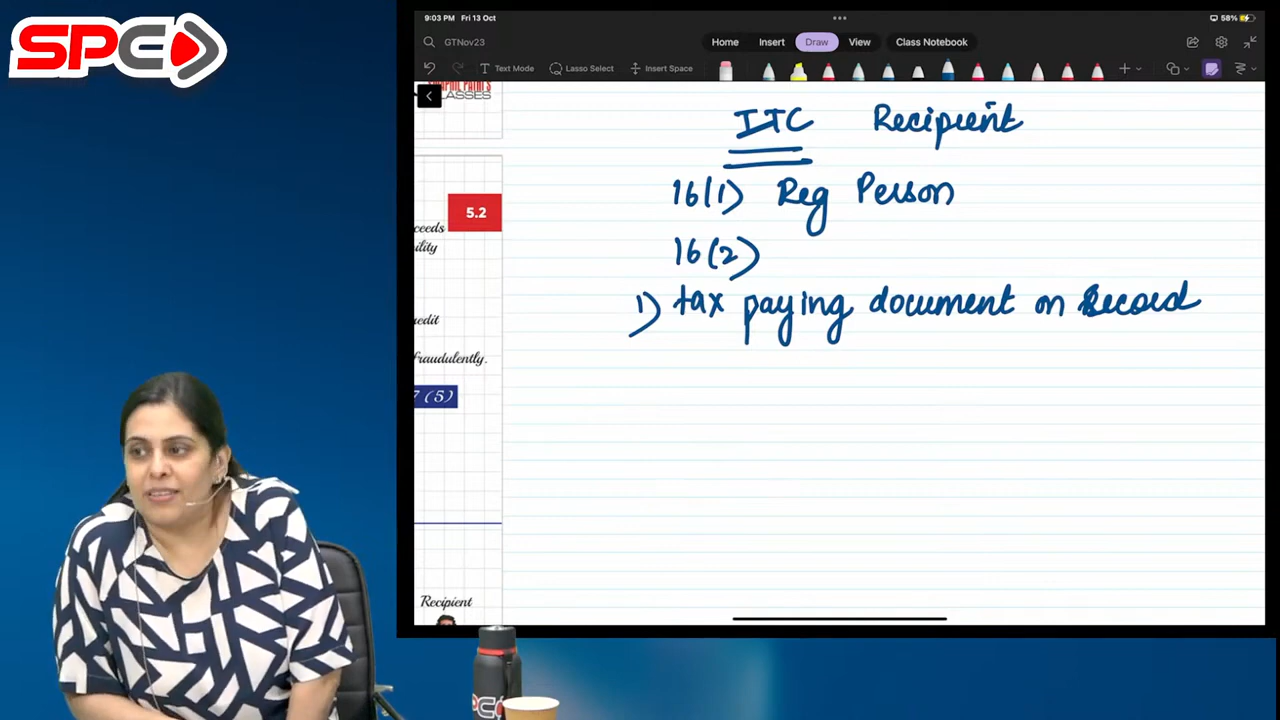 SPC
9:03 PM Fri 13 Oct
58%
GTNov23
Home Insert Draw View Class Notebook
Text Mode Lasso Select Insert Space
CLASSES
ITC Recipient
16(1) Reg Person
16(2)
1) tax paying document on Record
5.2
ceeds
ility
edit
fraudulently.
7 (5)
Recipient